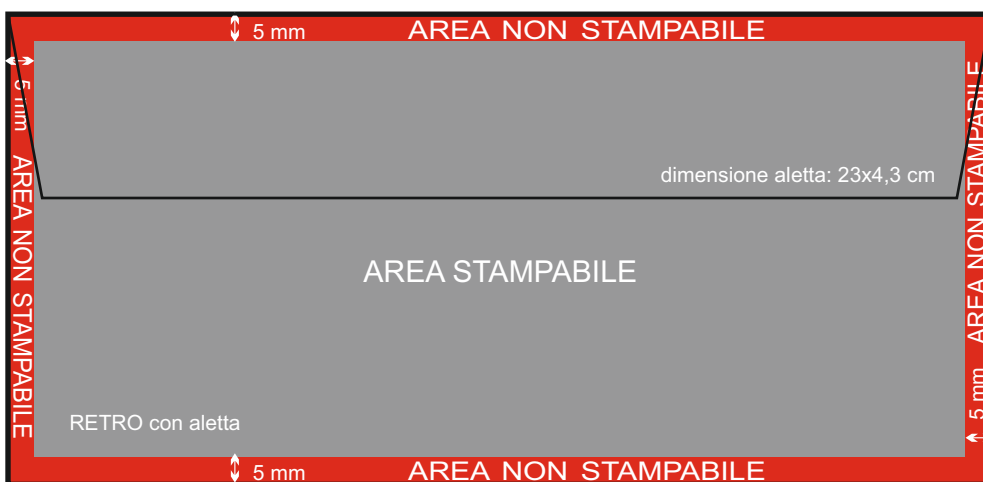 5 mm
AREA NON STAMPABILE
5 mm
AREA NON STAMPABILE
AREA NON STAMPABILE
5 mm
dimensione aletta: 23x4,3 cm
AREA STAMPABILE
RETRO con aletta
5 mm
AREA NON STAMPABILE